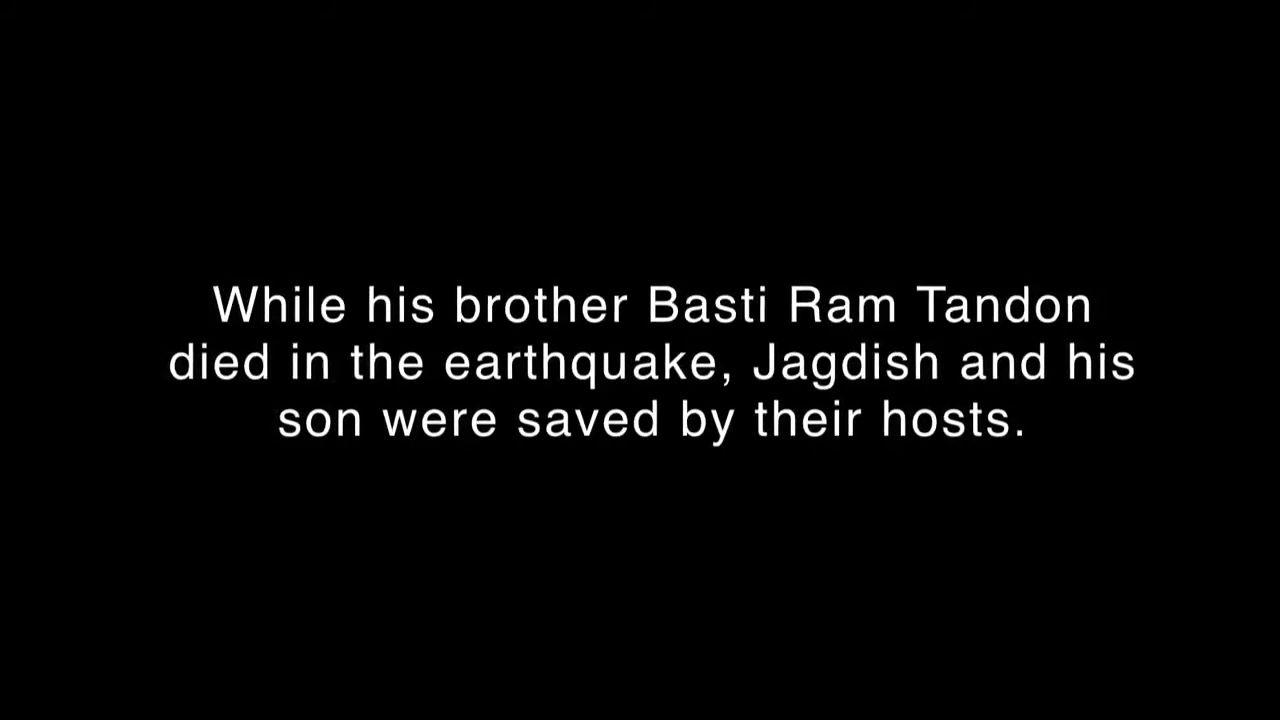 While his brother Basti Ram Tandon
died in the earthquake, Jagdish and his
son were saved by their hosts.